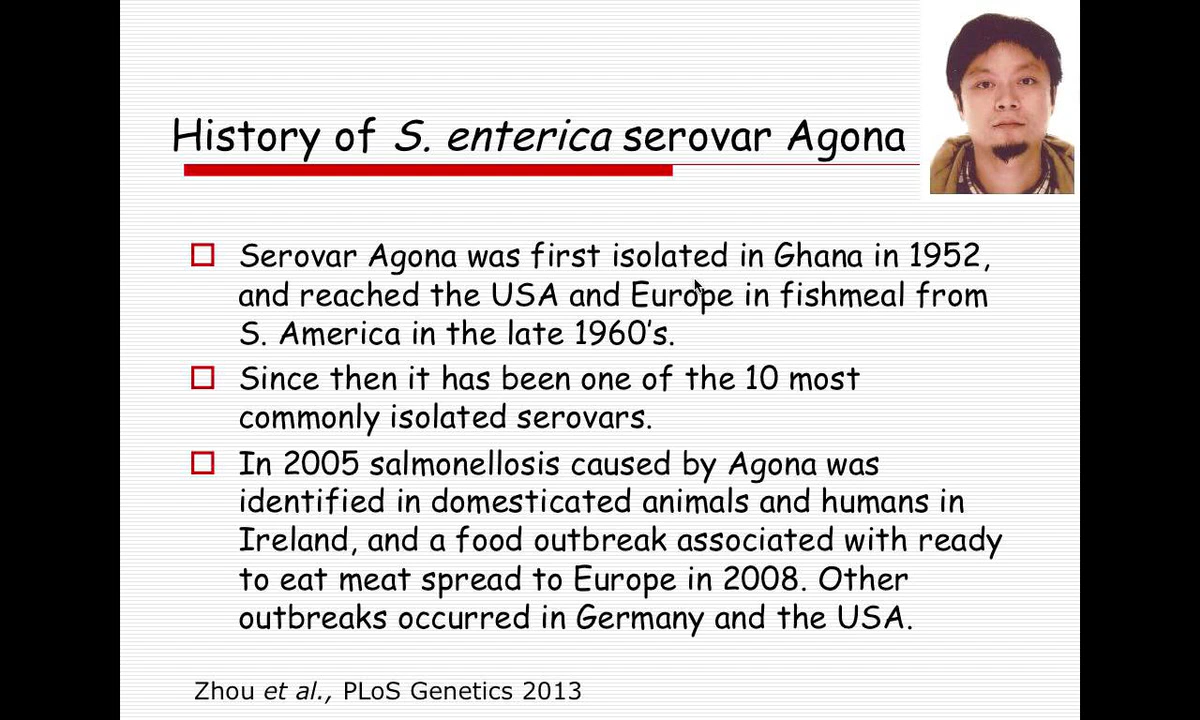 History of S. enterica serovar Agona
Serovar Agona was first isolated in Ghana in 1952,
and reached the USA and Europe in fishmeal from
S. America in the late 1960's.
Since then it has been one of the 10 most
commonly isolated serovars.
In 2005 salmonellosis caused by Agona was
identified in domesticated animals and humans in
Ireland, and a food outbreak associated with ready
to eat meat spread to Europe in 2008. Other
outbreaks occurred in Germany and the USA.
Zhou et al., PLoS Genetics 2013